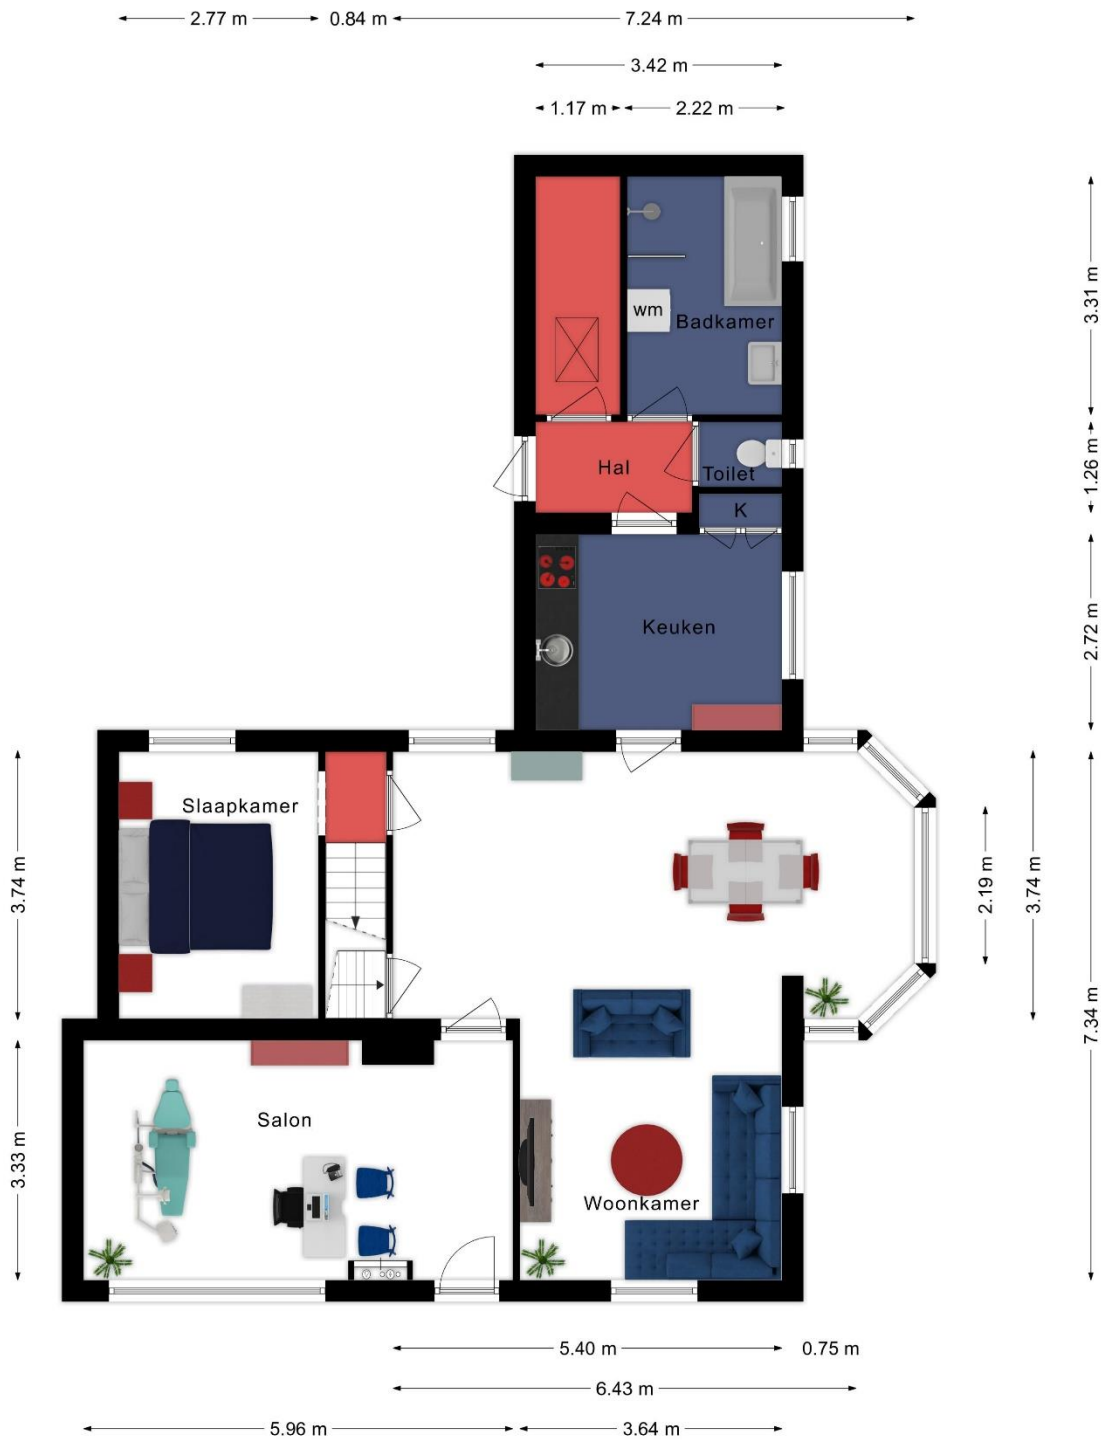 2.77 m 0.84 m 7.24 m
3.42 m
1.17 m 2.22 m
3.31 m
wm
Badkamer
1.26 m
Hal
Toilet
K
2.72 m
Keuken
Slaapkamer
3.74 m
2.19 m
3.74 m
7.34 m
Salon
3.33 m
Woonkamer
5.40 m 0.75 m
6.43 m
5.96 m 3.64 m